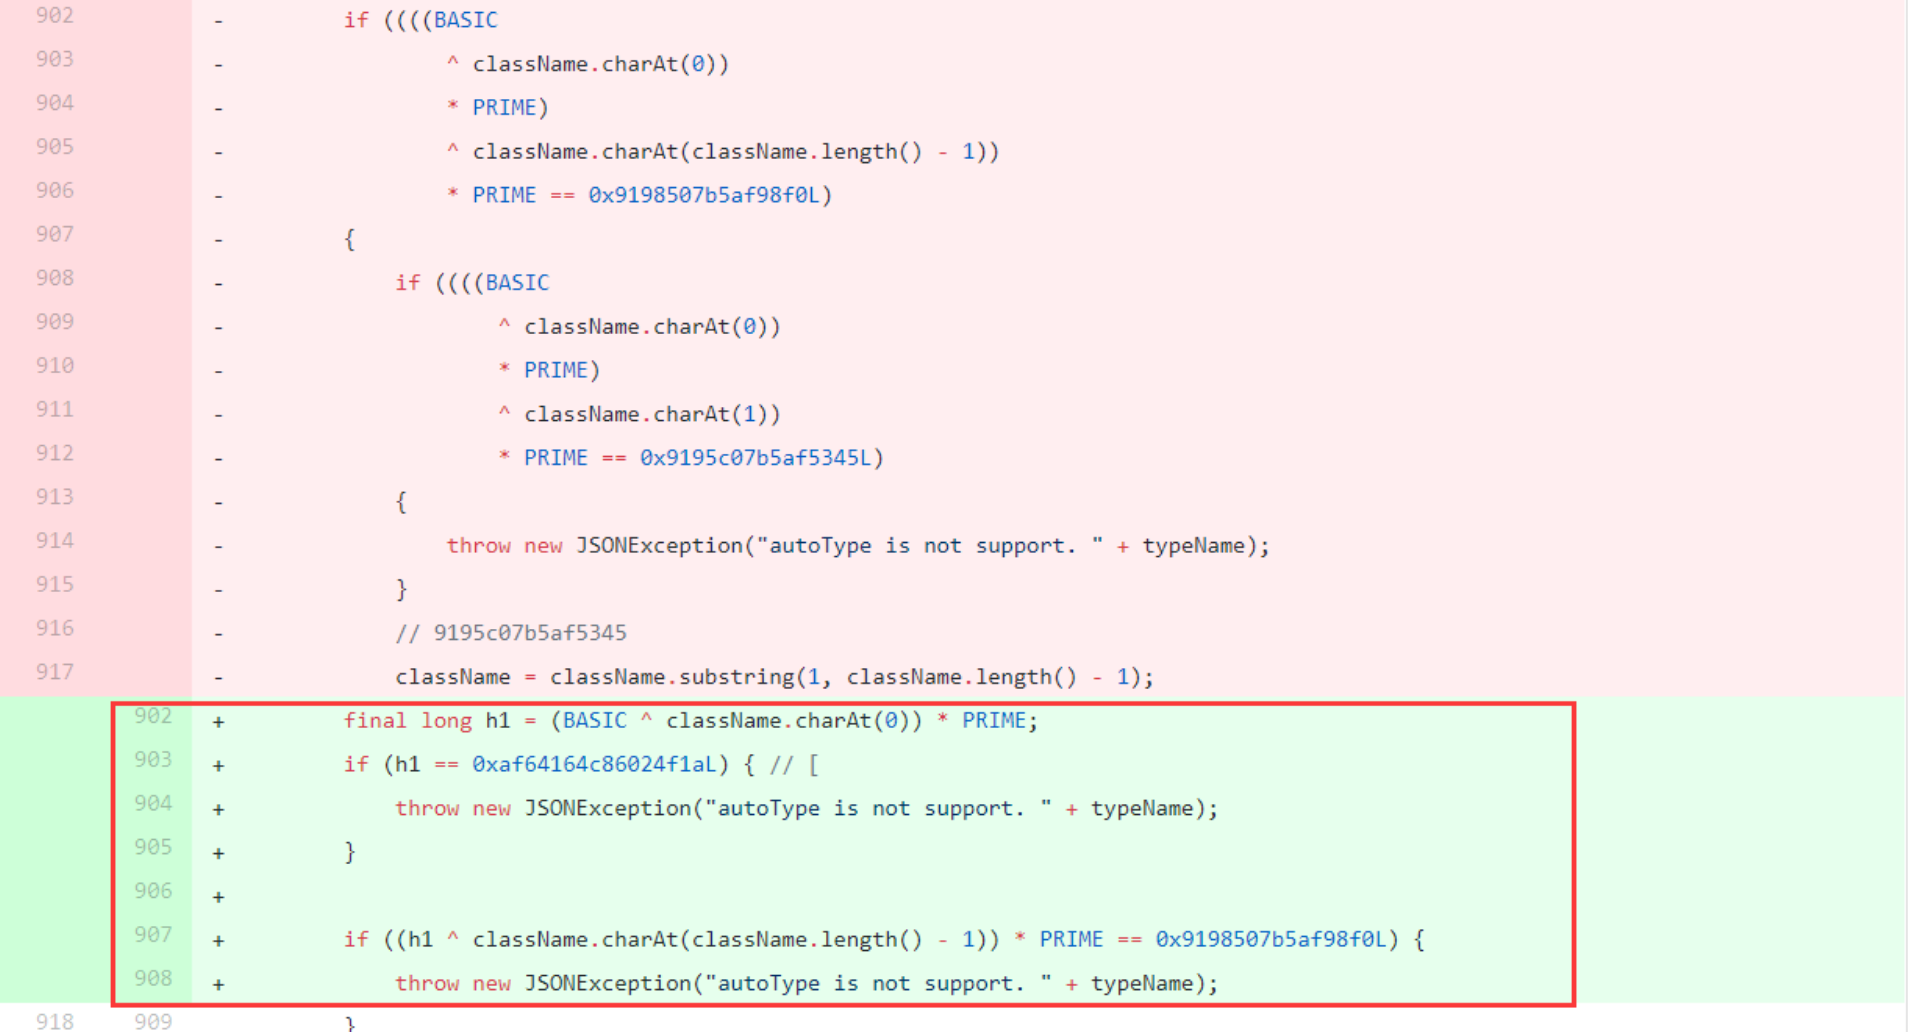 902 - if ((((BASIC
903 - ^ className.charAt(0))
904 - * PRIME)
905 - ^ className.charAt(className.length() - 1))
906 - * PRIME == 0x9198507b5af98f0L)
907 - {
908 - if ((((BASIC
909 - ^ className.charAt(0))
910 - * PRIME)
911 - ^ className.charAt(1))
912 - * PRIME == 0x9195c07b5af5345L)
913 - {
914 - throw new JSONException("autoType is not support. " + typeName);
915 - }
916 - // 9195c07b5af5345
917 - className = className.substring(1, className.length() - 1);
902 + final long h1 = (BASIC ^ className.charAt(0)) * PRIME;
903 + if (h1 == 0xaf64164c86024f1aL) { // [
904 + throw new JSONException("autoType is not support. " + typeName);
905 + }
906 +
907 + if ((h1 ^ className.charAt(className.length() - 1)) * PRIME == 0x9198507b5af98f0L) {
908 + throw new JSONException("autoType is not support. " + typeName);
918 909 }